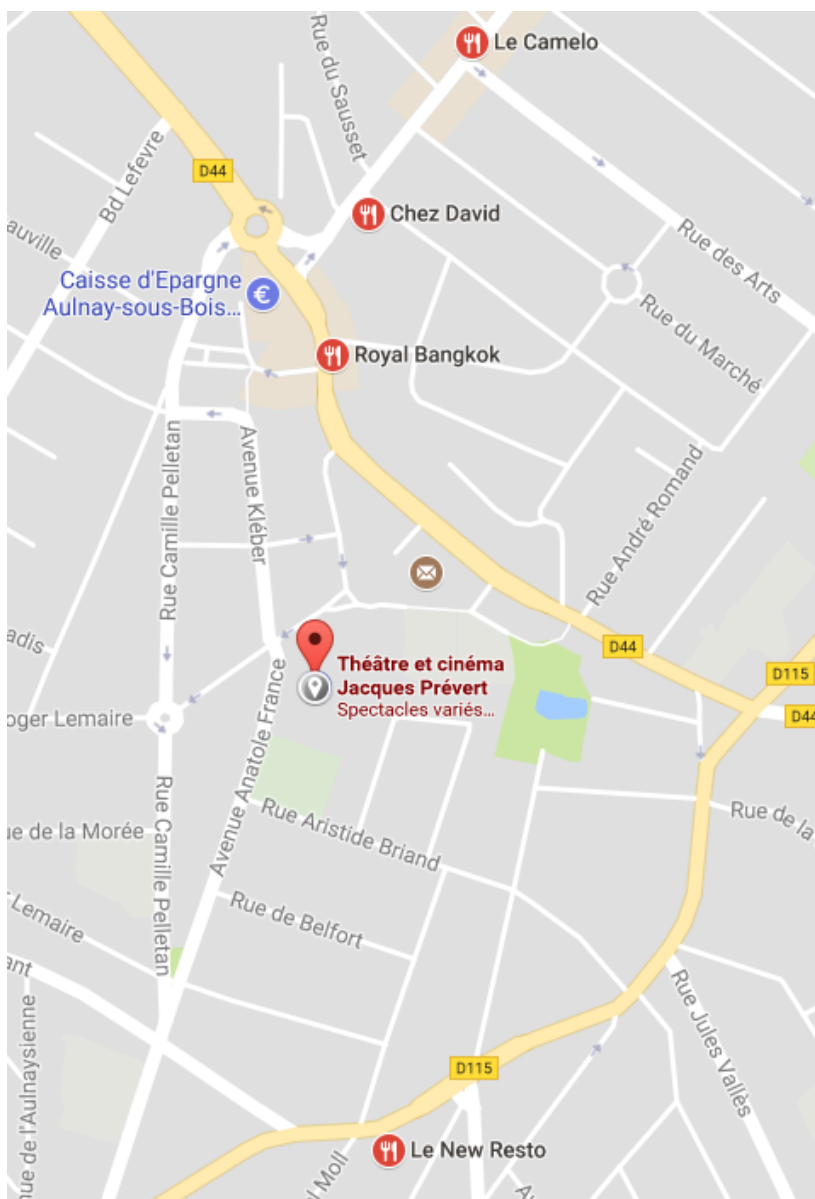 Le Camelo
Rue du Sausset
Bd Lefevre
D44
Chez David
auville
Rue des Arts
Caisse d'Epargne
Aulnay-sous-Bois...
€
Rue du Marché
Royal Bangkok
Rue Camille Pelletan
Avenue Kléber
Rue André Romand
adis
D44
Théâtre et cinéma
Jacques Prévert
Spectacles variés...
D115
D44
oger Lemaire
Avenue Anatole France
Rue Camille Pelletan
Rue Aristide Briand
Rue de la
ue de la Morée
Rue de Belfort
r Lemaire
ant
Rue Jules Vallès
nue de l'Aulnaysienne
D115
Le New Resto
l Moll
Av